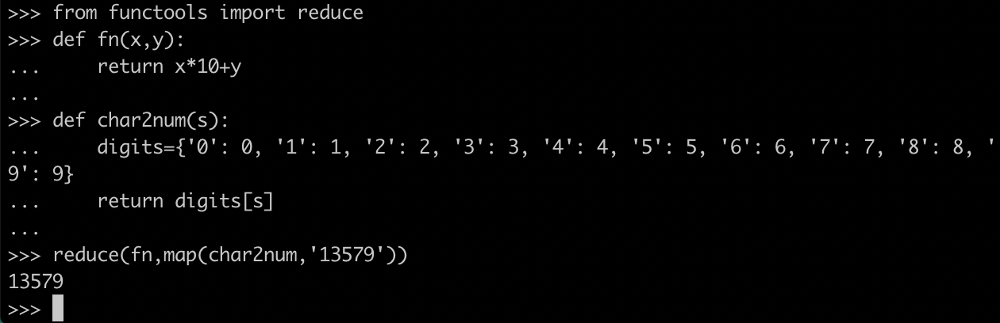 >>> from functools import reduce
>>> def fn(x,y):
...     return x*10+y
...
>>> def char2num(s):
...     digits={'0': 0, '1': 1, '2': 2, '3': 3, '4': 4, '5': 5, '6': 6, '7': 7, '8': 8, '
9': 9}
...     return digits[s]
...
>>> reduce(fn,map(char2num,'13579'))
13579
>>>